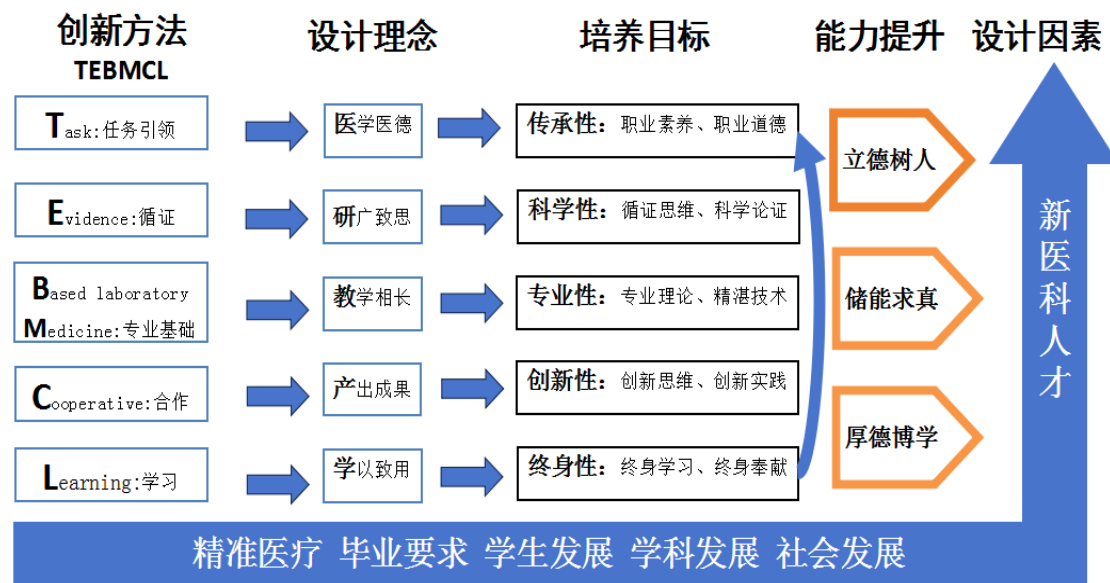 创新方法 设计理念 培养目标 能力提升 设计因素
TEBMCL
Task:任务引领
医学医德
传承性：职业素养、职业道德
Evidence:循证
研广致思
科学性：循证思维、科学论证
Based laboratory
Medicine:专业基础
教学相长
专业性：专业理论、精湛技术
Cooperative:合作
产出成果
创新性：创新思维、创新实践
Learning:学习
学以致用
终身性：终身学习、终身奉献
立德树人
储能求真
厚德博学
新医科人才
精准医疗 毕业要求 学生发展 学科发展 社会发展